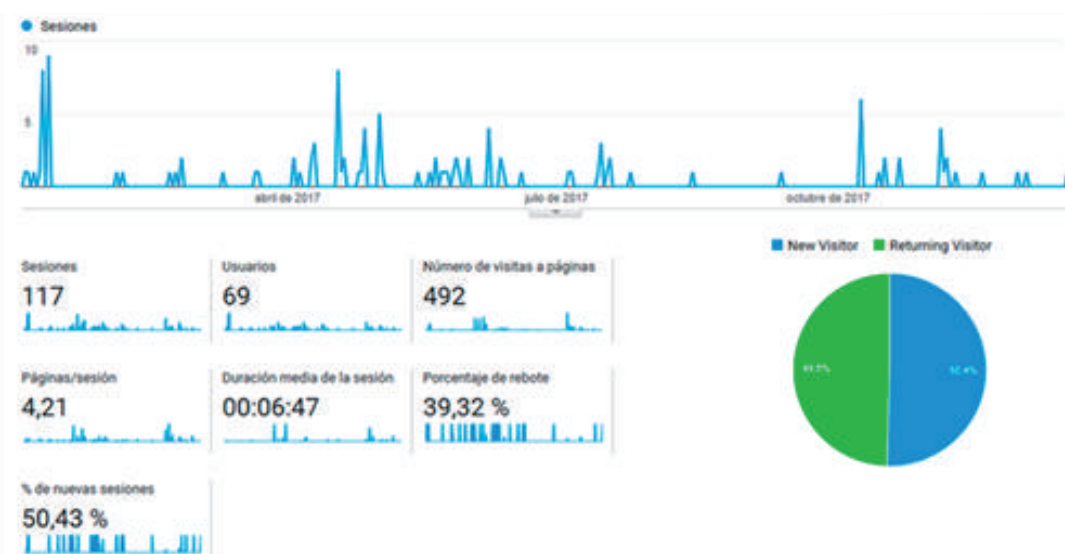 Sesiones
10
5
abril de 2017
julio de 2017
octubre de 2017
New Visitor Returning Visitor
Sesiones
117
Usuarios
69
Número de visitas a páginas
492
Páginas/sesión
4,21
Duración media de la sesión
00:06:47
Porcentaje de rebote
39,32 %
% de nuevas sesiones
50,43 %